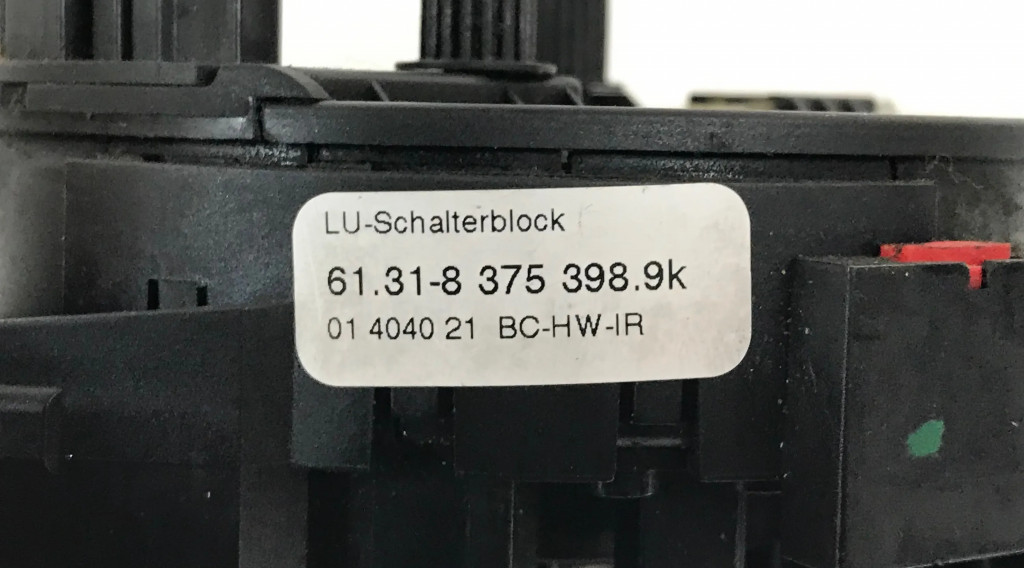 LU-Schalterblock
61.31-8 375 398.9k
01 4040 21 BC-HW-IR